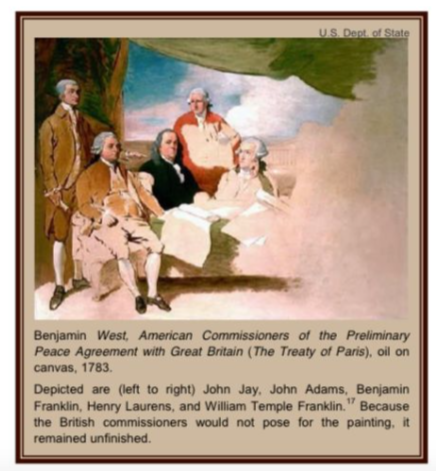 U.S. Dept. of State
Benjamin West, American Commissioners of the Preliminary
Peace Agreement with Great Britain (The Treaty of Paris), oil on
canvas, 1783.
Depicted are (left to right) John Jay, John Adams, Benjamin
Franklin, Henry Laurens, and William Temple Franklin.17 Because
the British commissioners would not pose for the painting, it
remained unfinished.